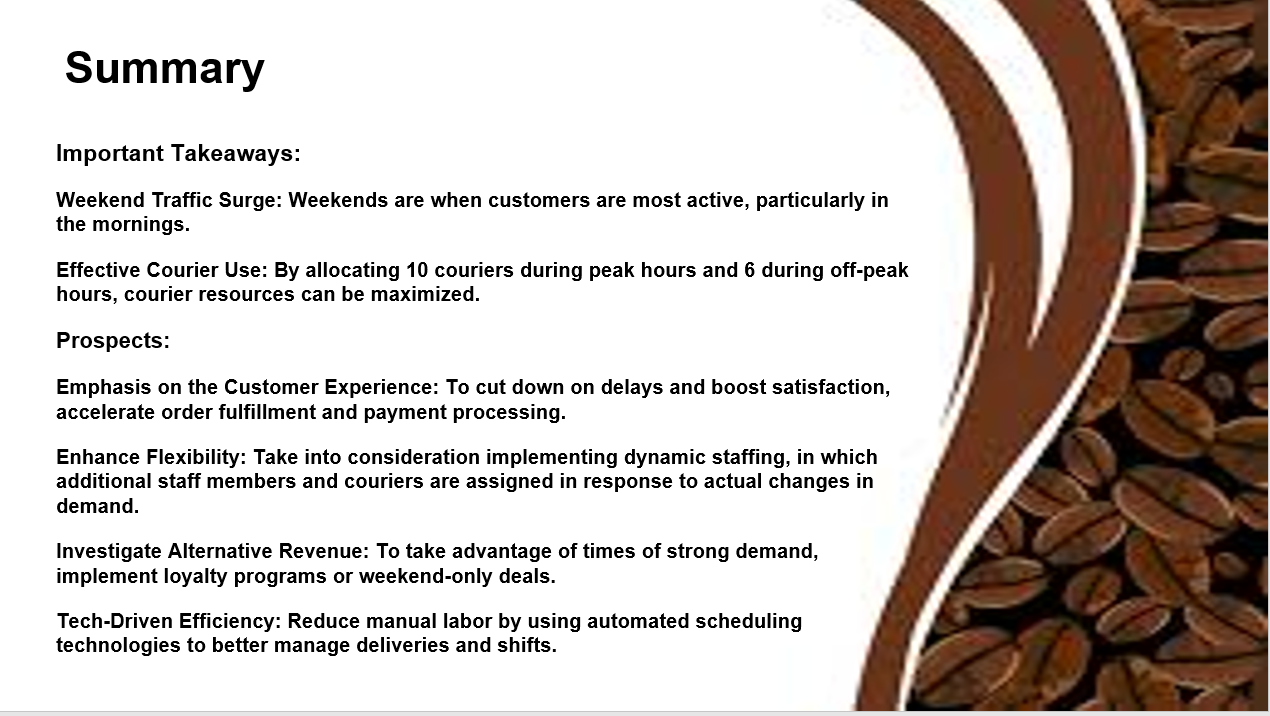 Summary
Important Takeaways:
Weekend Traffic Surge: Weekends are when customers are most active, particularly in
the mornings.
Effective Courier Use: By allocating 10 couriers during peak hours and 6 during off-peak
hours, courier resources can be maximized.
Prospects:
Emphasis on the Customer Experience: To cut down on delays and boost satisfaction,
accelerate order fulfillment and payment processing.
Enhance Flexibility: Take into consideration implementing dynamic staffing, in which
additional staff members and couriers are assigned in response to actual changes in
demand.
Investigate Alternative Revenue: To take advantage of times of strong demand,
implement loyalty programs or weekend-only deals.
Tech-Driven Efficiency: Reduce manual labor by using automated scheduling
technologies to better manage deliveries and shifts.